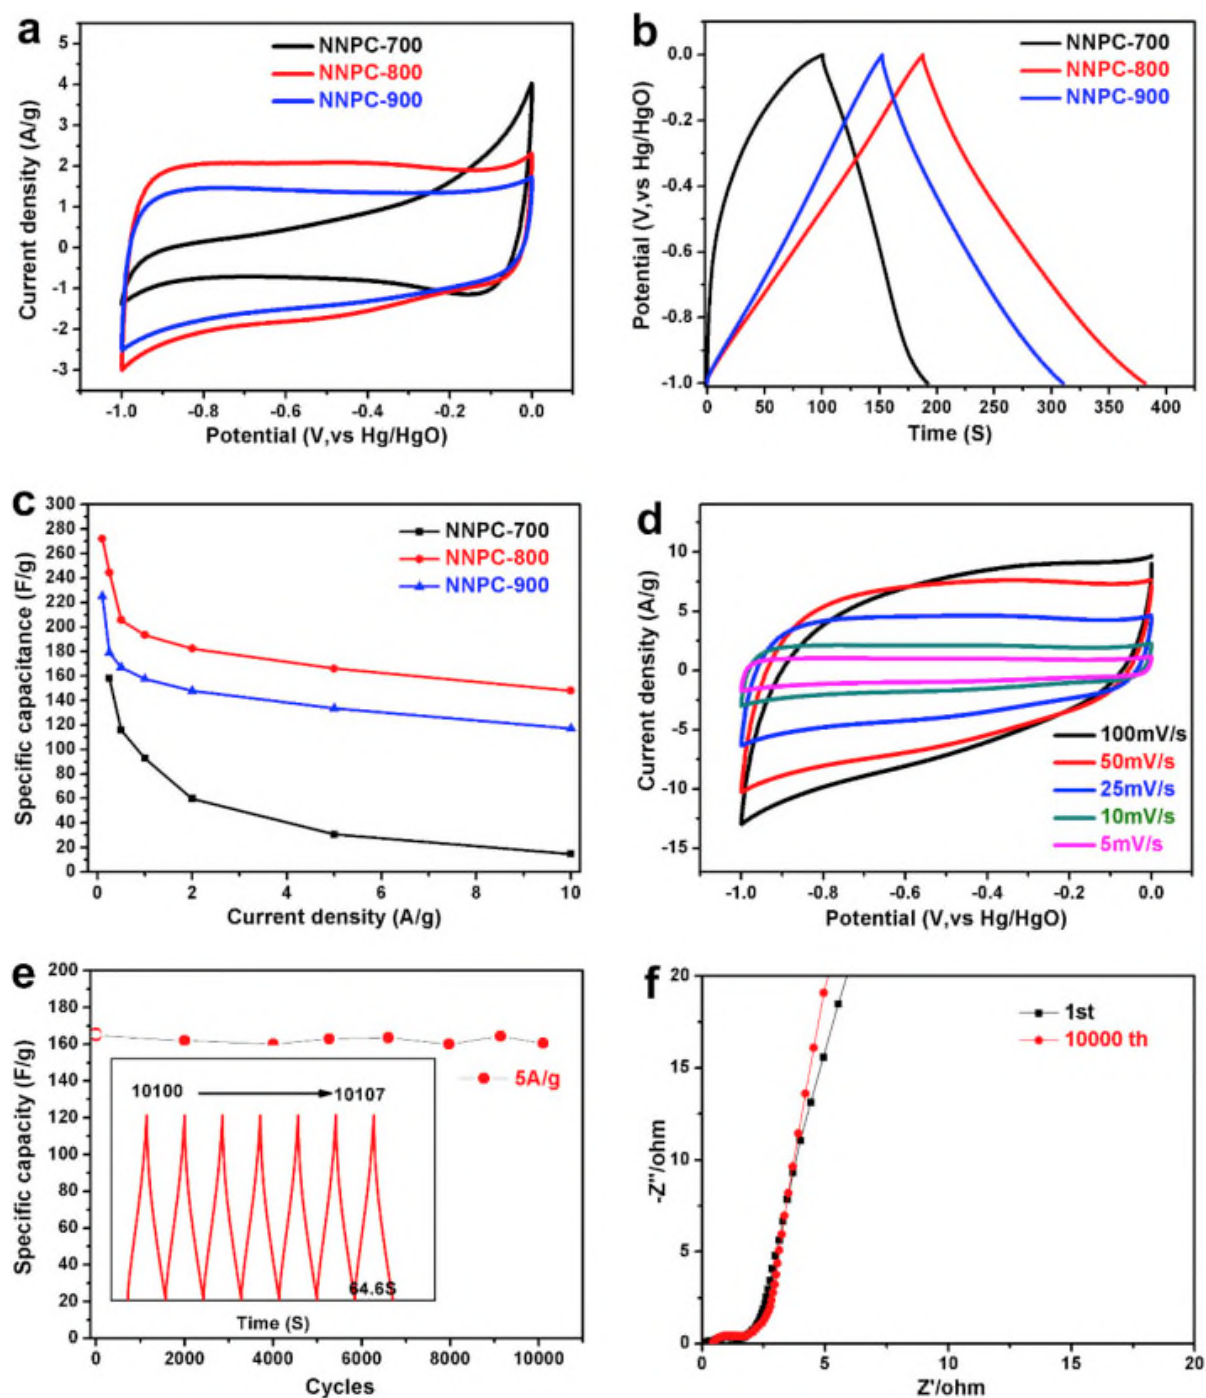 a
NNPC-700
NNPC-800
NNPC-900
5
4
3
2
1
0
-1
-2
-3
Current density (A/g)
-1.0 -0.8 -0.6 -0.4 -0.2 0.0
Potential (V,vs Hg/HgO)
b
NNPC-700
NNPC-800
NNPC-900
0.0
-0.2
-0.4
-0.6
-0.8
-1.0
Potential (V,vs Hg/HgO)
0 50 100 150 200 250 300 350 400
Time (S)
c
NNPC-700
NNPC-800
NNPC-900
300
280
260
240
220
200
180
160
140
120
100
80
60
40
20
0
Specific capacitance (F/g)
0 2 4 6 8 10
Current density (A/g)
d
10
5
0
-5
-10
-15
Current density (A/g)
100mV/s
50mV/s
25mV/s
10mV/s
5mV/s
-1.0 -0.8 -0.6 -0.4 -0.2 0.0
Potential (V,vs Hg/HgO)
e
200
180
160
140
120
100
80
60
40
20
0
Specific capacity (F/g)
5A/g
10100
10107
64.6S
Time (S)
0 2000 4000 6000 8000 10000
Cycles
f
1st
10000 th
20
15
10
5
0
-Z''/ohm
0 5 10 15 20
Z'/ohm